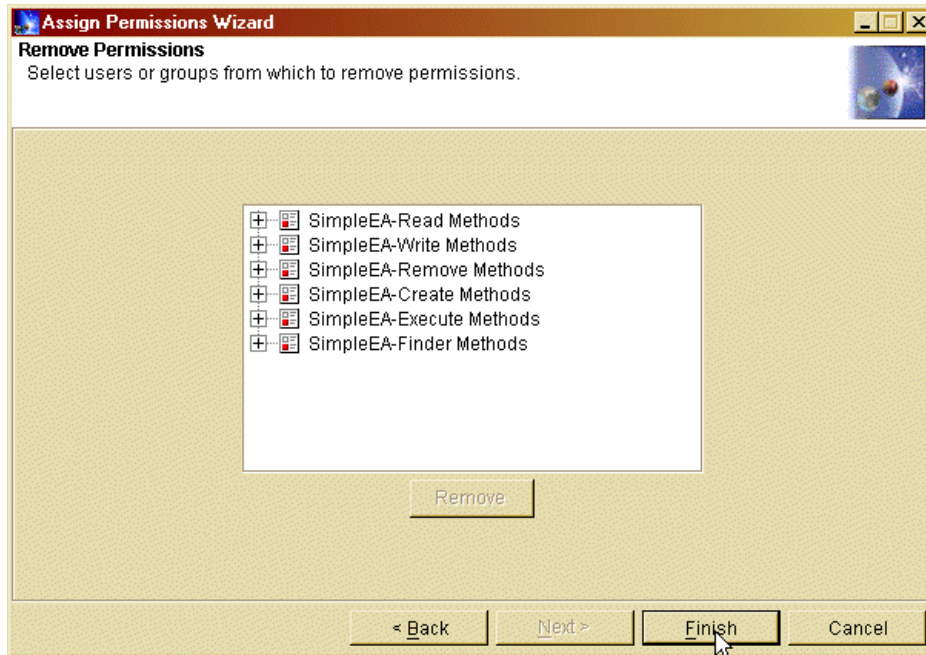 Assign Permissions Wizard
Remove Permissions
Select users or groups from which to remove permissions.
SimpleEA-Read Methods
SimpleEA-Write Methods
SimpleEA-Remove Methods
SimpleEA-Create Methods
SimpleEA-Execute Methods
SimpleEA-Finder Methods
Remove
< Back Next > Finish Cancel